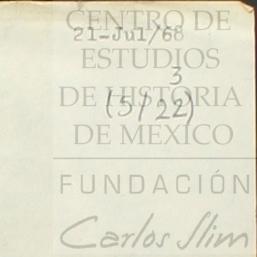 CENTRO DE
21-Jul/68
ESTUDIOS
3
DE HISTORIA
(5/22)
DE MEXICO
FUNDACIÓN
Carlos Slim